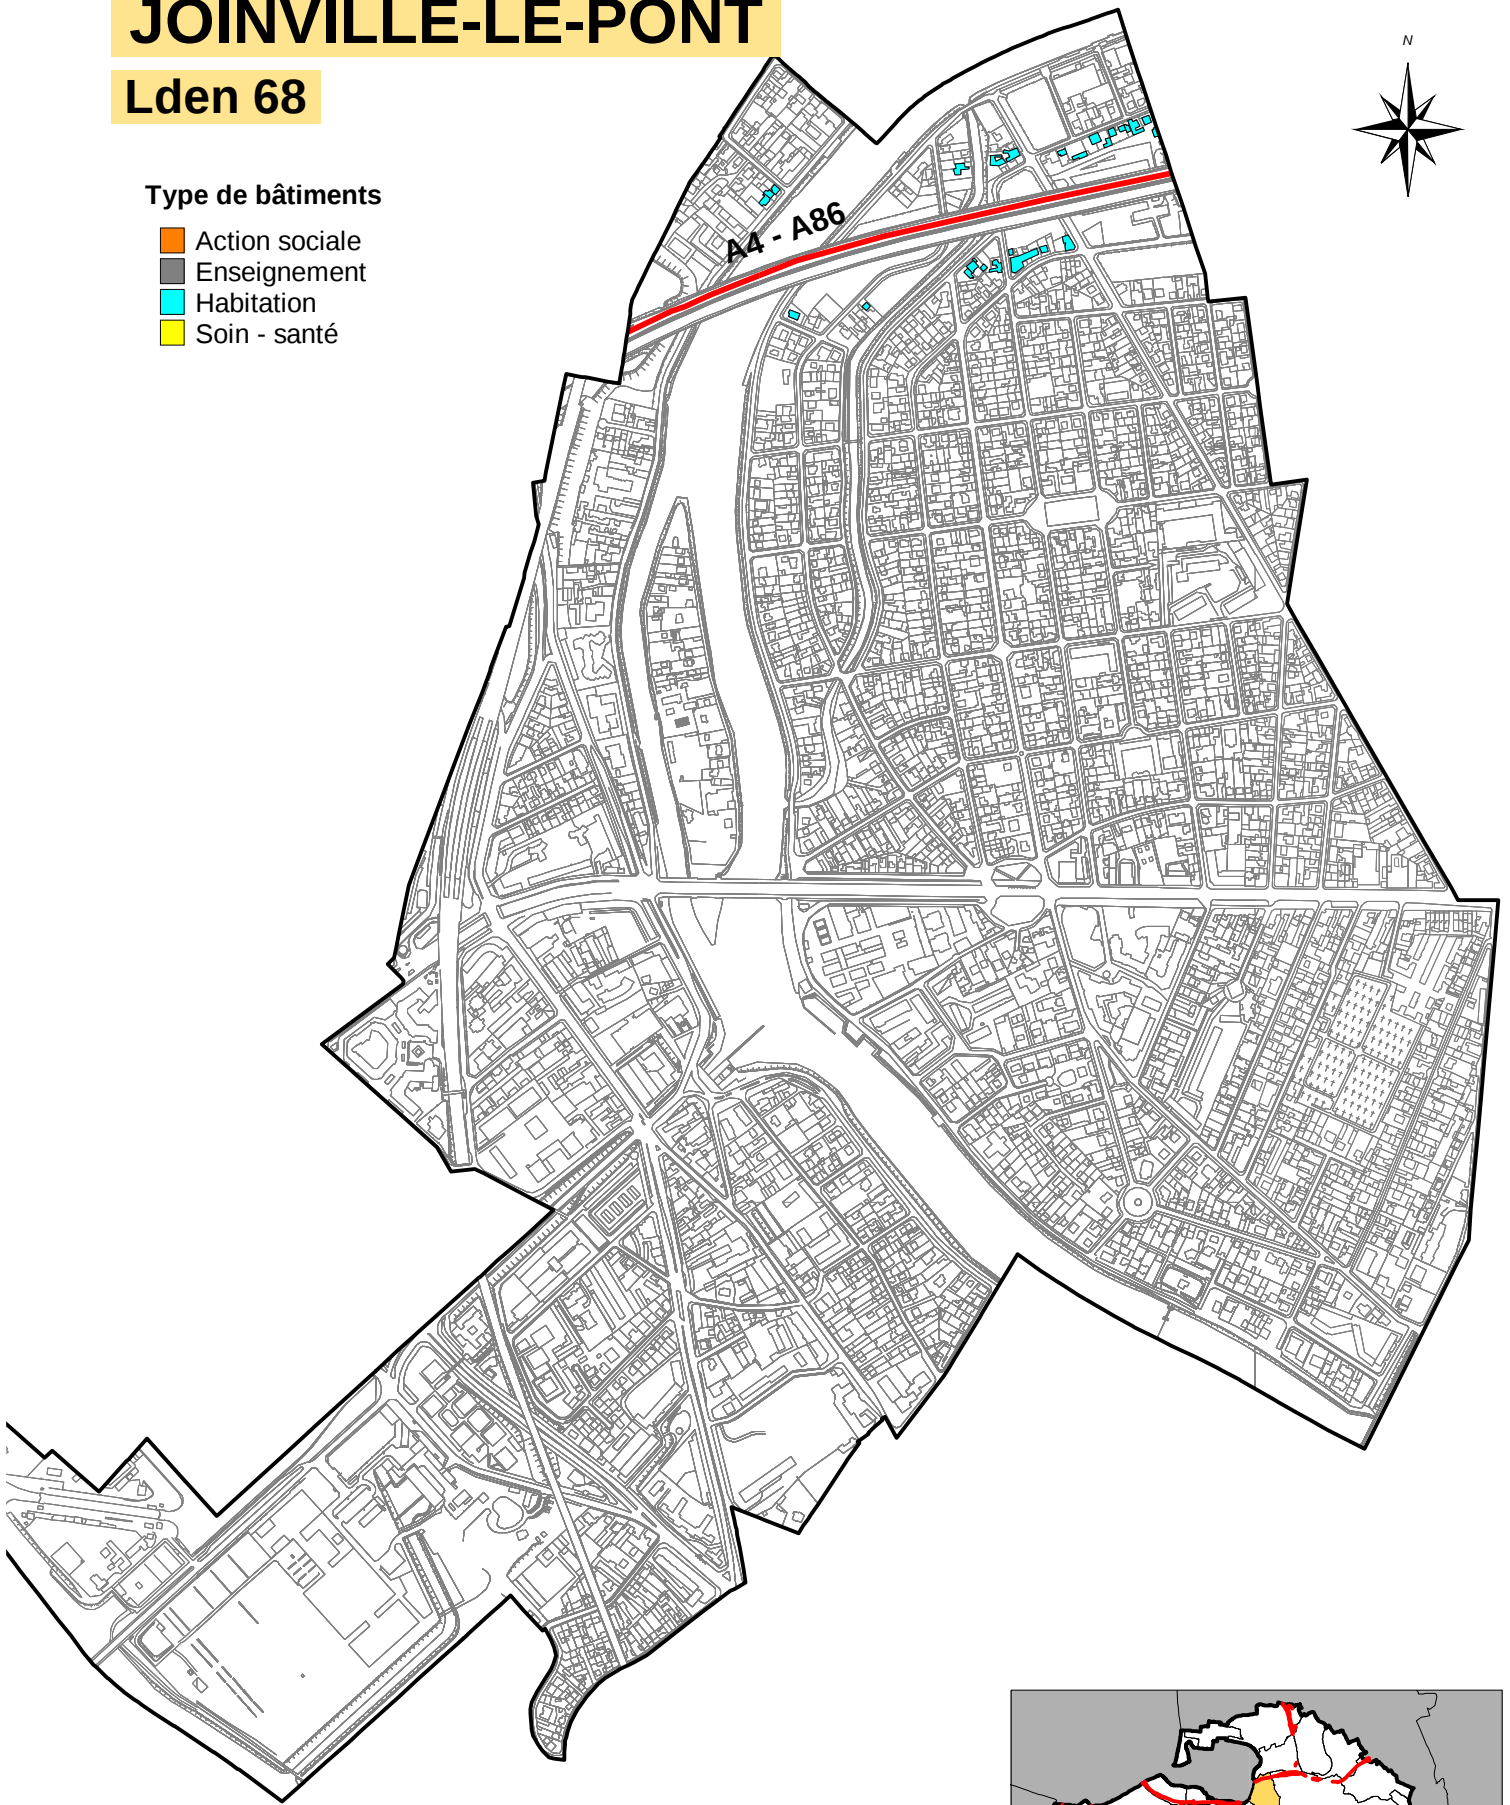 JOINVILLE-LE-PONT
Lden 68
N
Type de bâtiments
Action sociale
Enseignement
Habitation
Soin - santé
A4 - A86